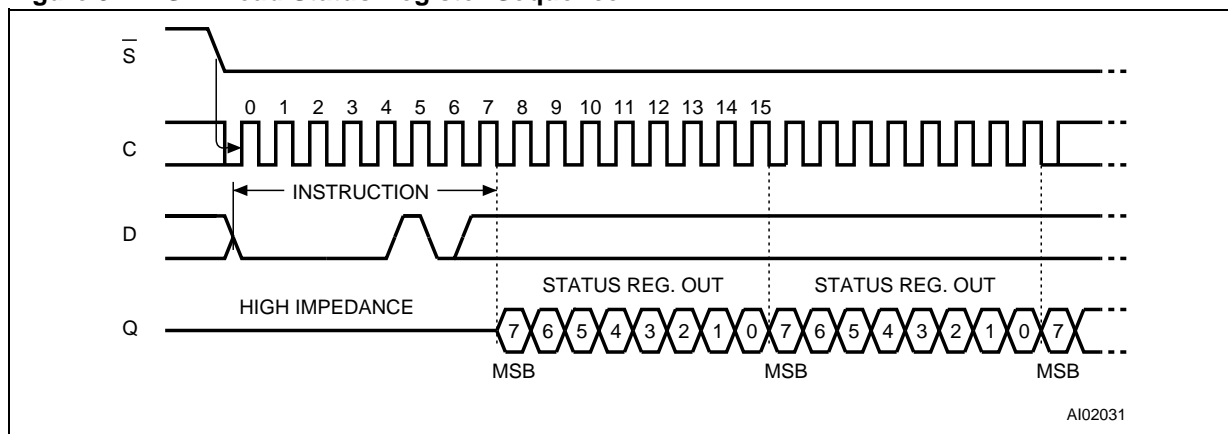 S
0 1 2 3 4 5 6 7 8 9 10 11 12 13 14 15
C
INSTRUCTION
D
STATUS REG. OUT STATUS REG. OUT
HIGH IMPEDANCE
Q 7 6 5 4 3 2 1 0 7 6 5 4 3 2 1 0 7
MSB MSB MSB
AI02031